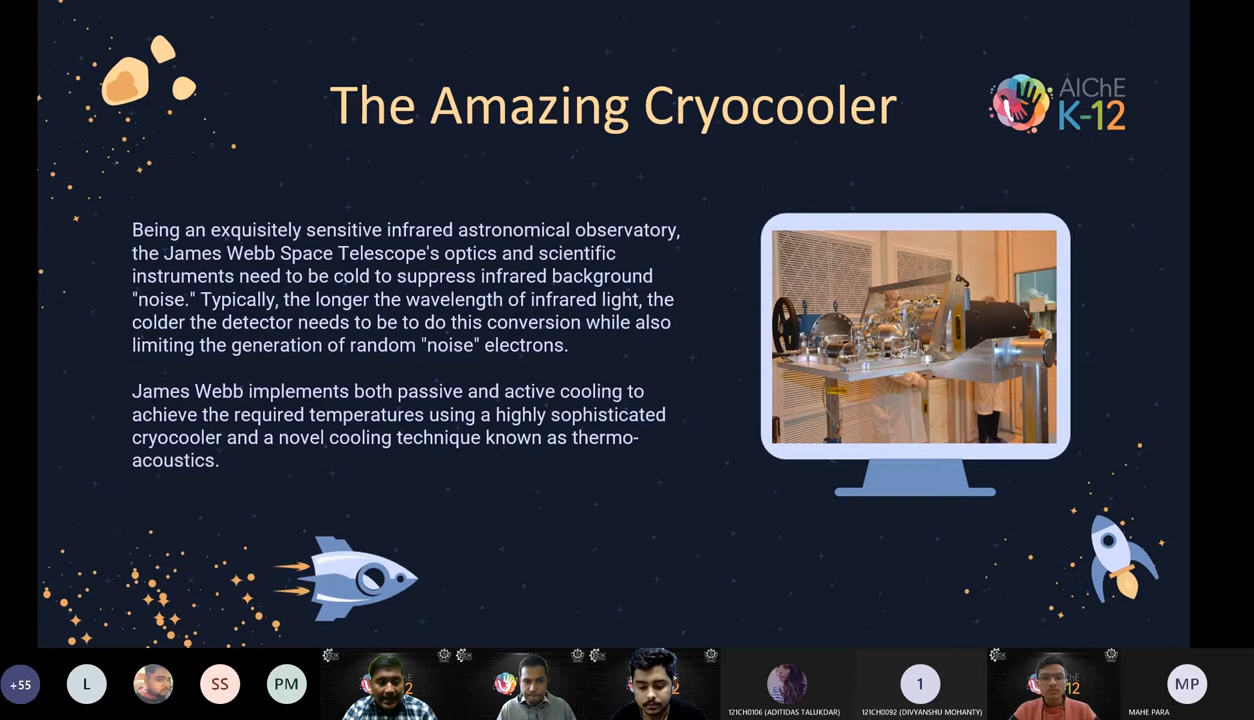 The Amazing Cryocooler
AIChE
K-12
Being an exquisitely sensitive infrared astronomical observatory,
the James Webb Space Telescope's optics and scientific
instruments need to be cold to suppress infrared background
"noise." Typically, the longer the wavelength of infrared light, the
colder the detector needs to be to do this conversion while also
limiting the generation of random "noise" electrons.
James Webb implements both passive and active cooling to
achieve the required temperatures using a highly sophisticated
cryocooler and a novel cooling technique known as thermo-
acoustics.
+55
L
SS
PM
121CH0106 (ADITIDAS TALUKDAR)
1
121CH0092 (DIVYANSHU MOHANTY)
MP
MAHE PARA